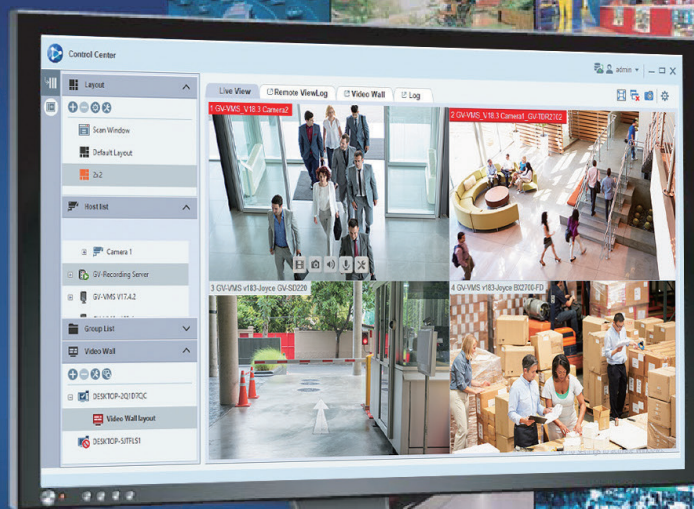 Control Center
admin
Layout
Live View
Remote ViewLog
Video Wall
Log
Scan Window
Default Layout
2x2
Host list
Camera 1
GV-Recording Server
GV-VMS V17.4.2
Group List
Video Wall
DESKTOP-2Q1D7QC
Video Wall layout
DESKTOP-SJTFLS1
1 GV-VMS_V18.3 Camera2
2 GV-VMS_V18.3 Camera1_GV-TDR2702
3 GV-VMS v183-Joyce GV-SD220
4 GV-VMS v183-Joyce BX2700-FD